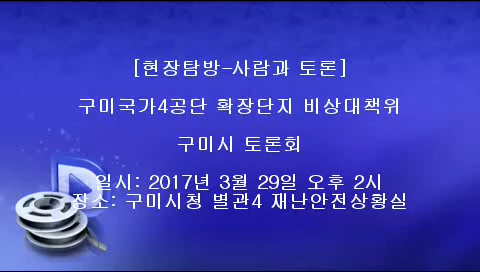 [현장탐방-사람과 토론]
구미국가4공단 확장단지 비상대책위
구미시 토론회
일시: 2017년 3월 29일 오후 2시
장소: 구미시청 별관4 재난안전상황실